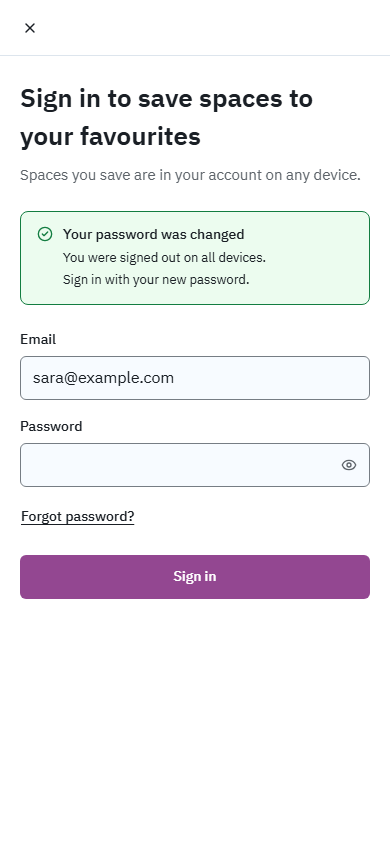 Sign in to save spaces to
your favourites
Spaces you save are in your account on any device.
Your password was changed
You were signed out on all devices.
Sign in with your new password.
Email
sara@example.com
Password
Forgot password?
Sign in